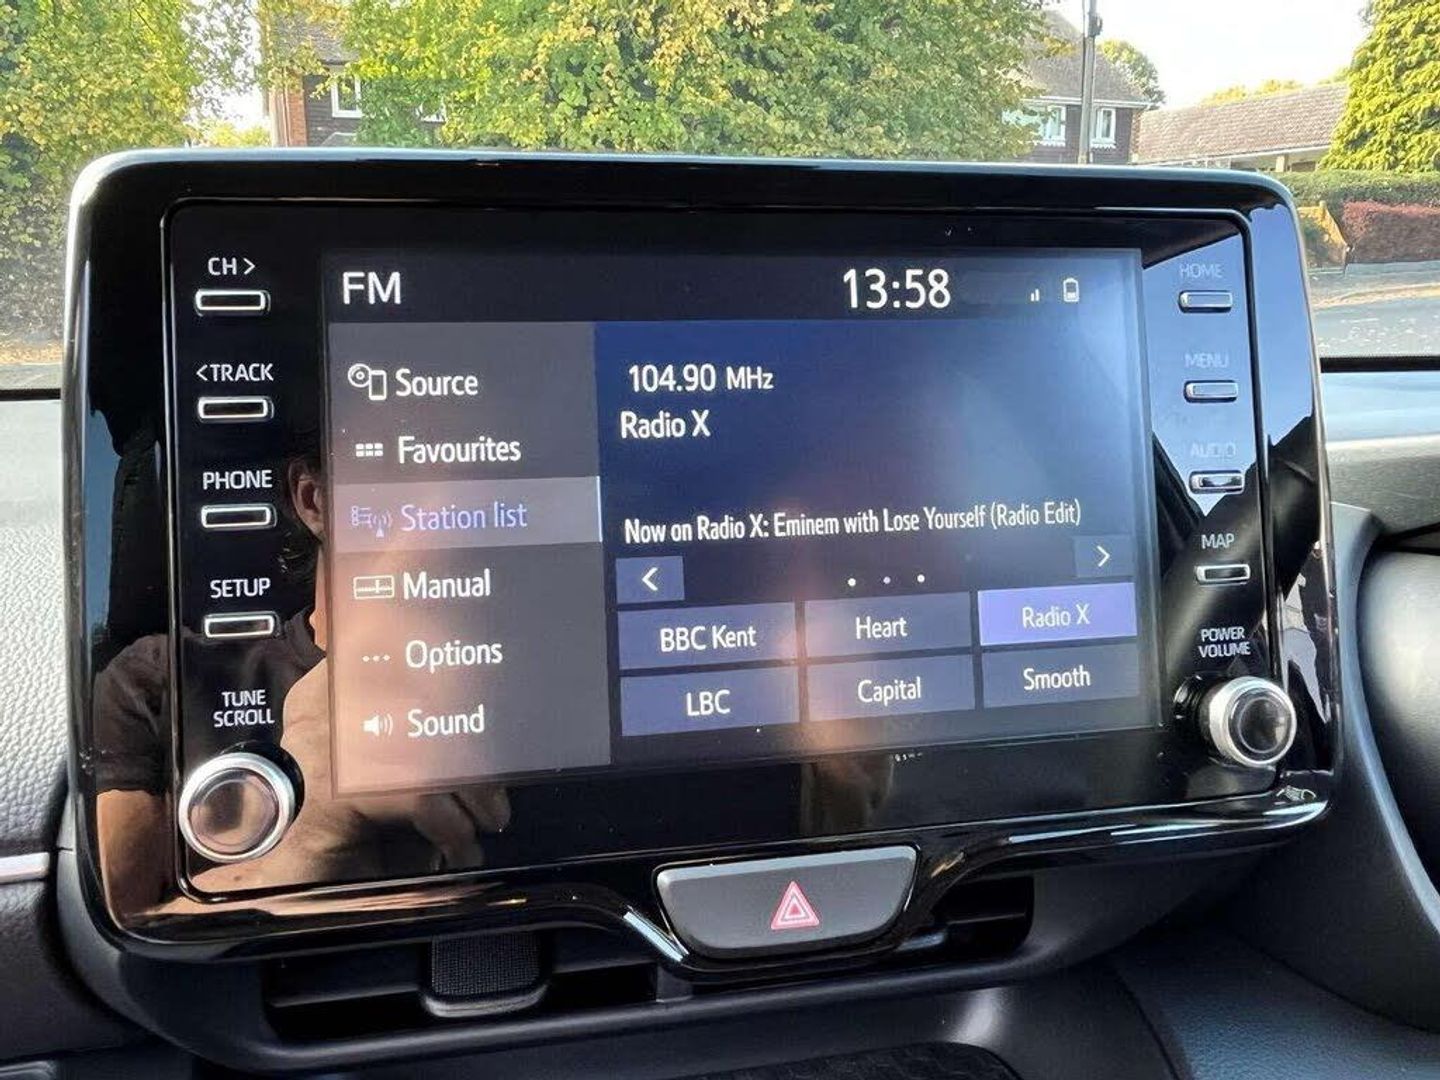 CH >
<TRACK
PHONE
SETUP
TUNE
SCROLL
FM
13:58
Source
Favourites
Station list
Manual
Options
Sound
104.90 MHz
Radio X
Now on Radio X: Eminem with Lose Yourself (Radio Edit)
<
>
BBC Kent
Heart
Radio X
LBC
Capital
Smooth
HOME
MENU
AUDIO
MAP
POWER
VOLUME